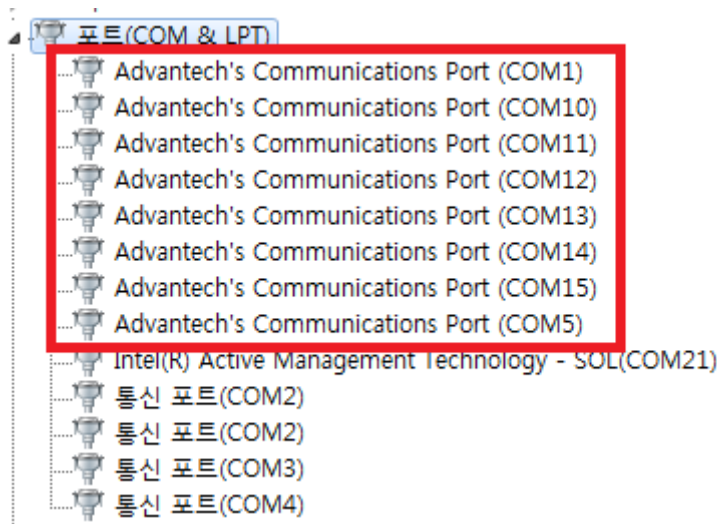 포트(COM & LPT)
Advantech's Communications Port (COM1)
Advantech's Communications Port (COM10)
Advantech's Communications Port (COM11)
Advantech's Communications Port (COM12)
Advantech's Communications Port (COM13)
Advantech's Communications Port (COM14)
Advantech's Communications Port (COM15)
Advantech's Communications Port (COM5)
Intel(R) Active Management Technology - SOL(COM21)
통신 포트(COM2)
통신 포트(COM2)
통신 포트(COM3)
통신 포트(COM4)